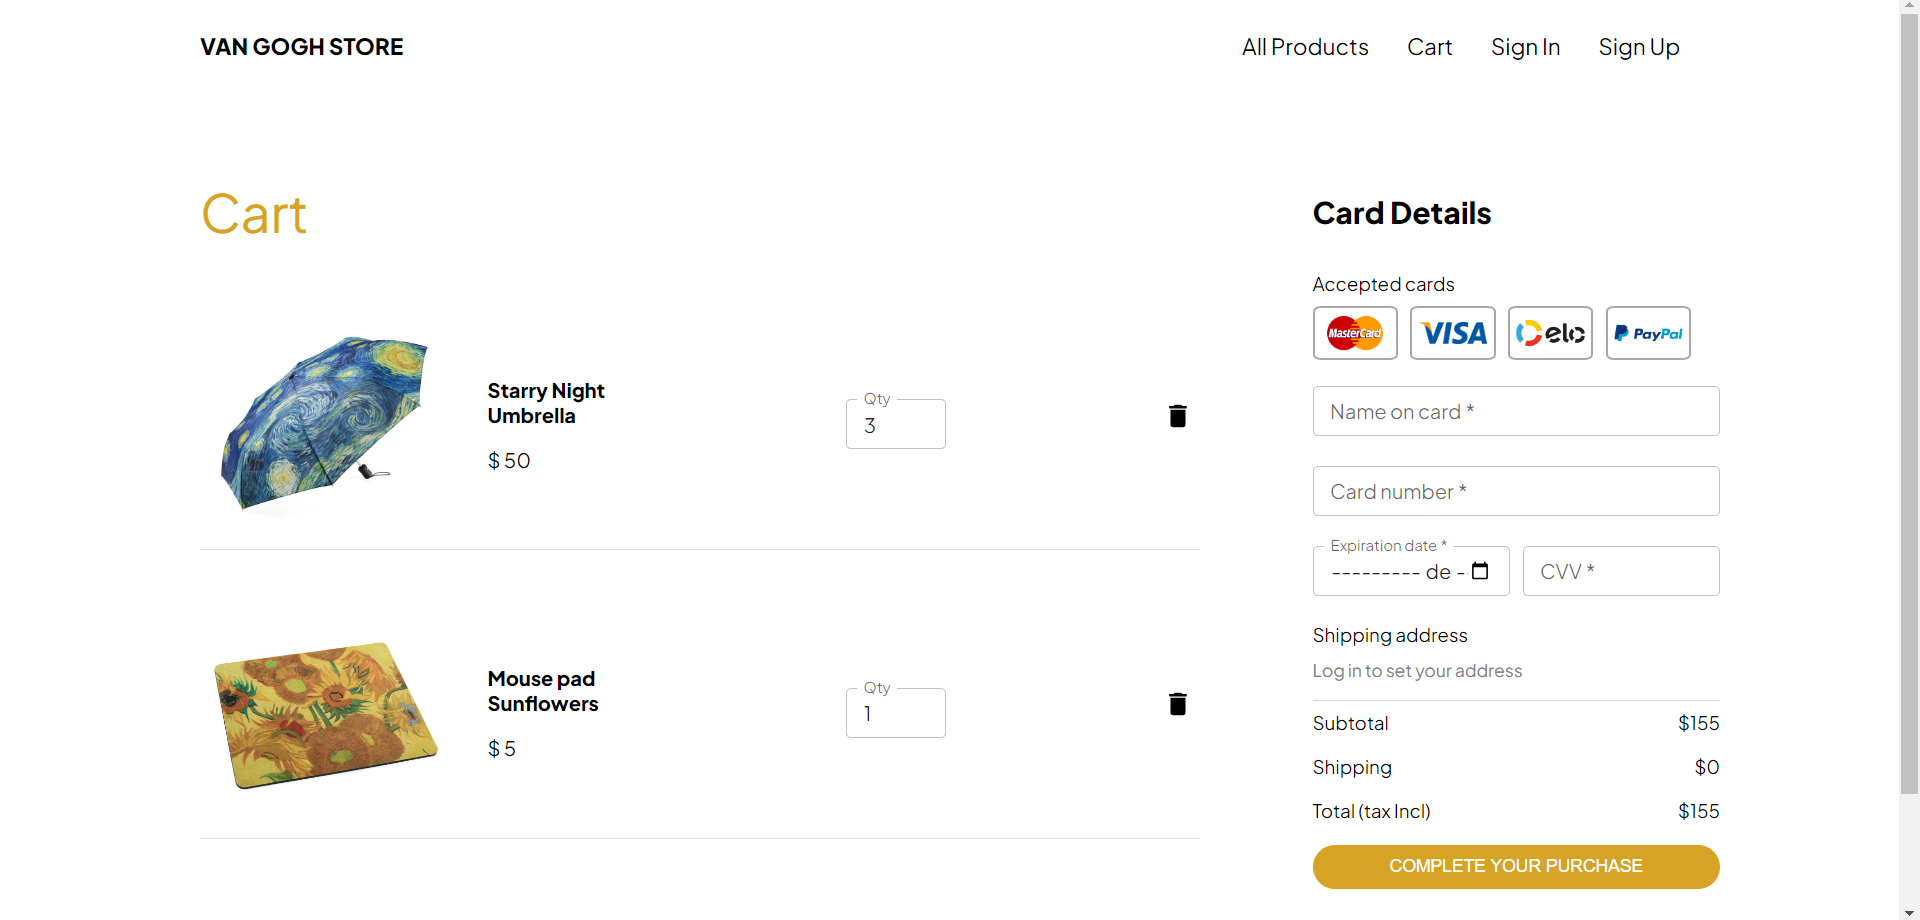 VAN GOGH STORE
All Products
Cart
Sign In
Sign Up
Cart
Starry Night
Umbrella
$ 50
Qty
3
Mouse pad
Sunflowers
$ 5
Qty
1
Card Details
Accepted cards
MasterCard
VISA
elo
PayPal
Name on card *
Card number *
Expiration date *
--------- de -
CVV *
Shipping address
Log in to set your address
Subtotal $155
Shipping $0
Total (tax Incl) $155
COMPLETE YOUR PURCHASE